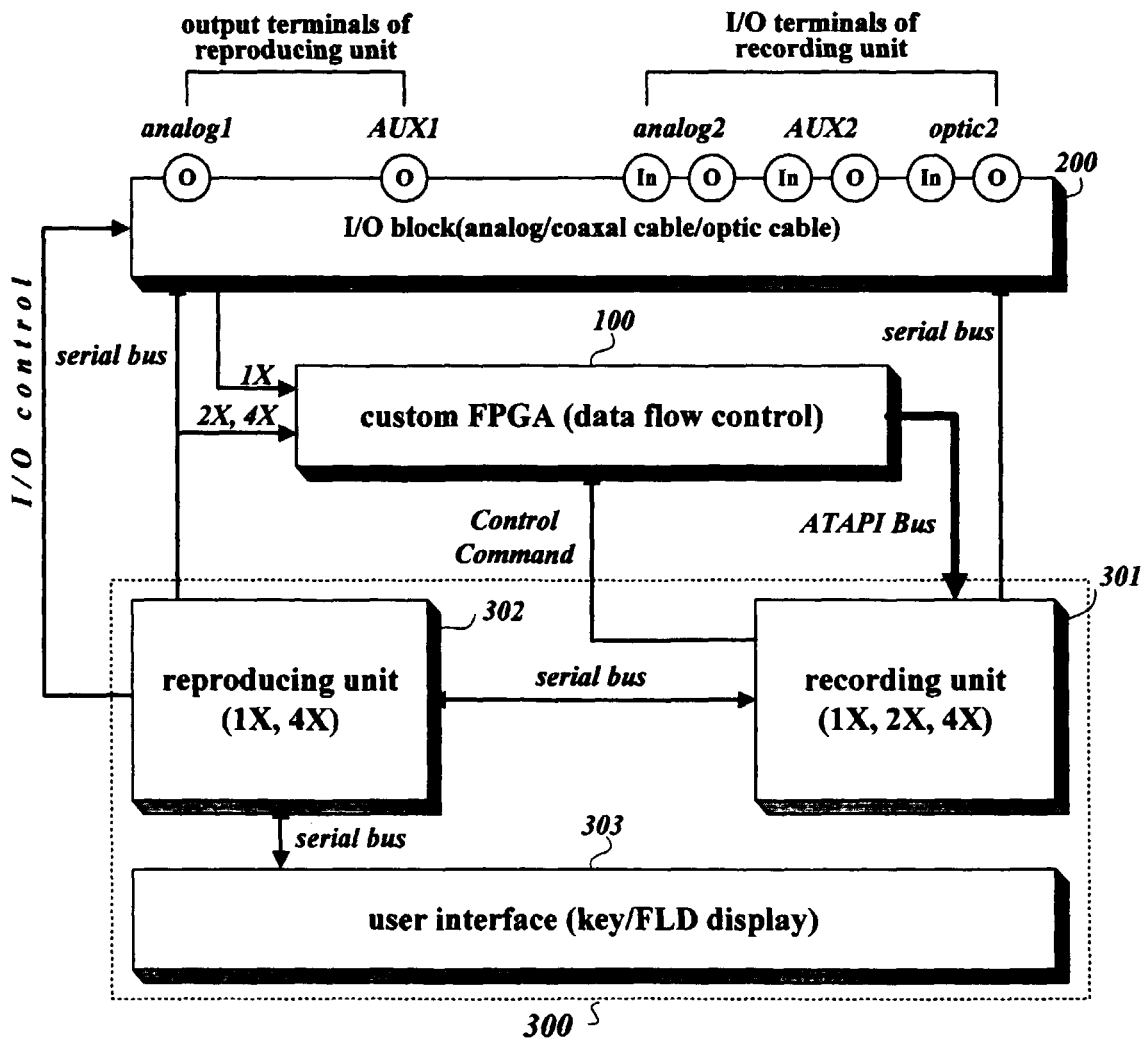 output terminals of
reproducing unit
I/O terminals of
recording unit
analog1
AUX1
analog2
AUX2
optic2
O
O
In
O
In
O
In
O
200
I/O block(analog/coaxal cable/optic cable)
I/O control
serial bus
serial bus
100
1X
2X, 4X
custom FPGA (data flow control)
Control
Command
ATAPI Bus
301
302
reproducing unit
(1X, 4X)
serial bus
recording unit
(1X, 2X, 4X)
serial bus
303
user interface (key/FLD display)
300